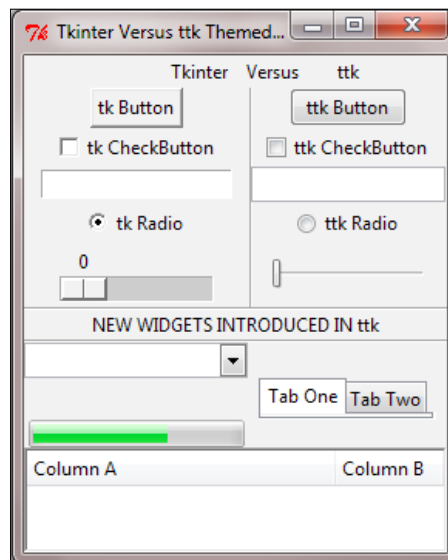 Tkinter Versus ttk Themed...
Tkinter Versus ttk
tk Button ttk Button
tk CheckButton ttk CheckButton
tk Radio ttk Radio
0
NEW WIDGETS INTRODUCED IN ttk
Tab One Tab Two
Column A Column B